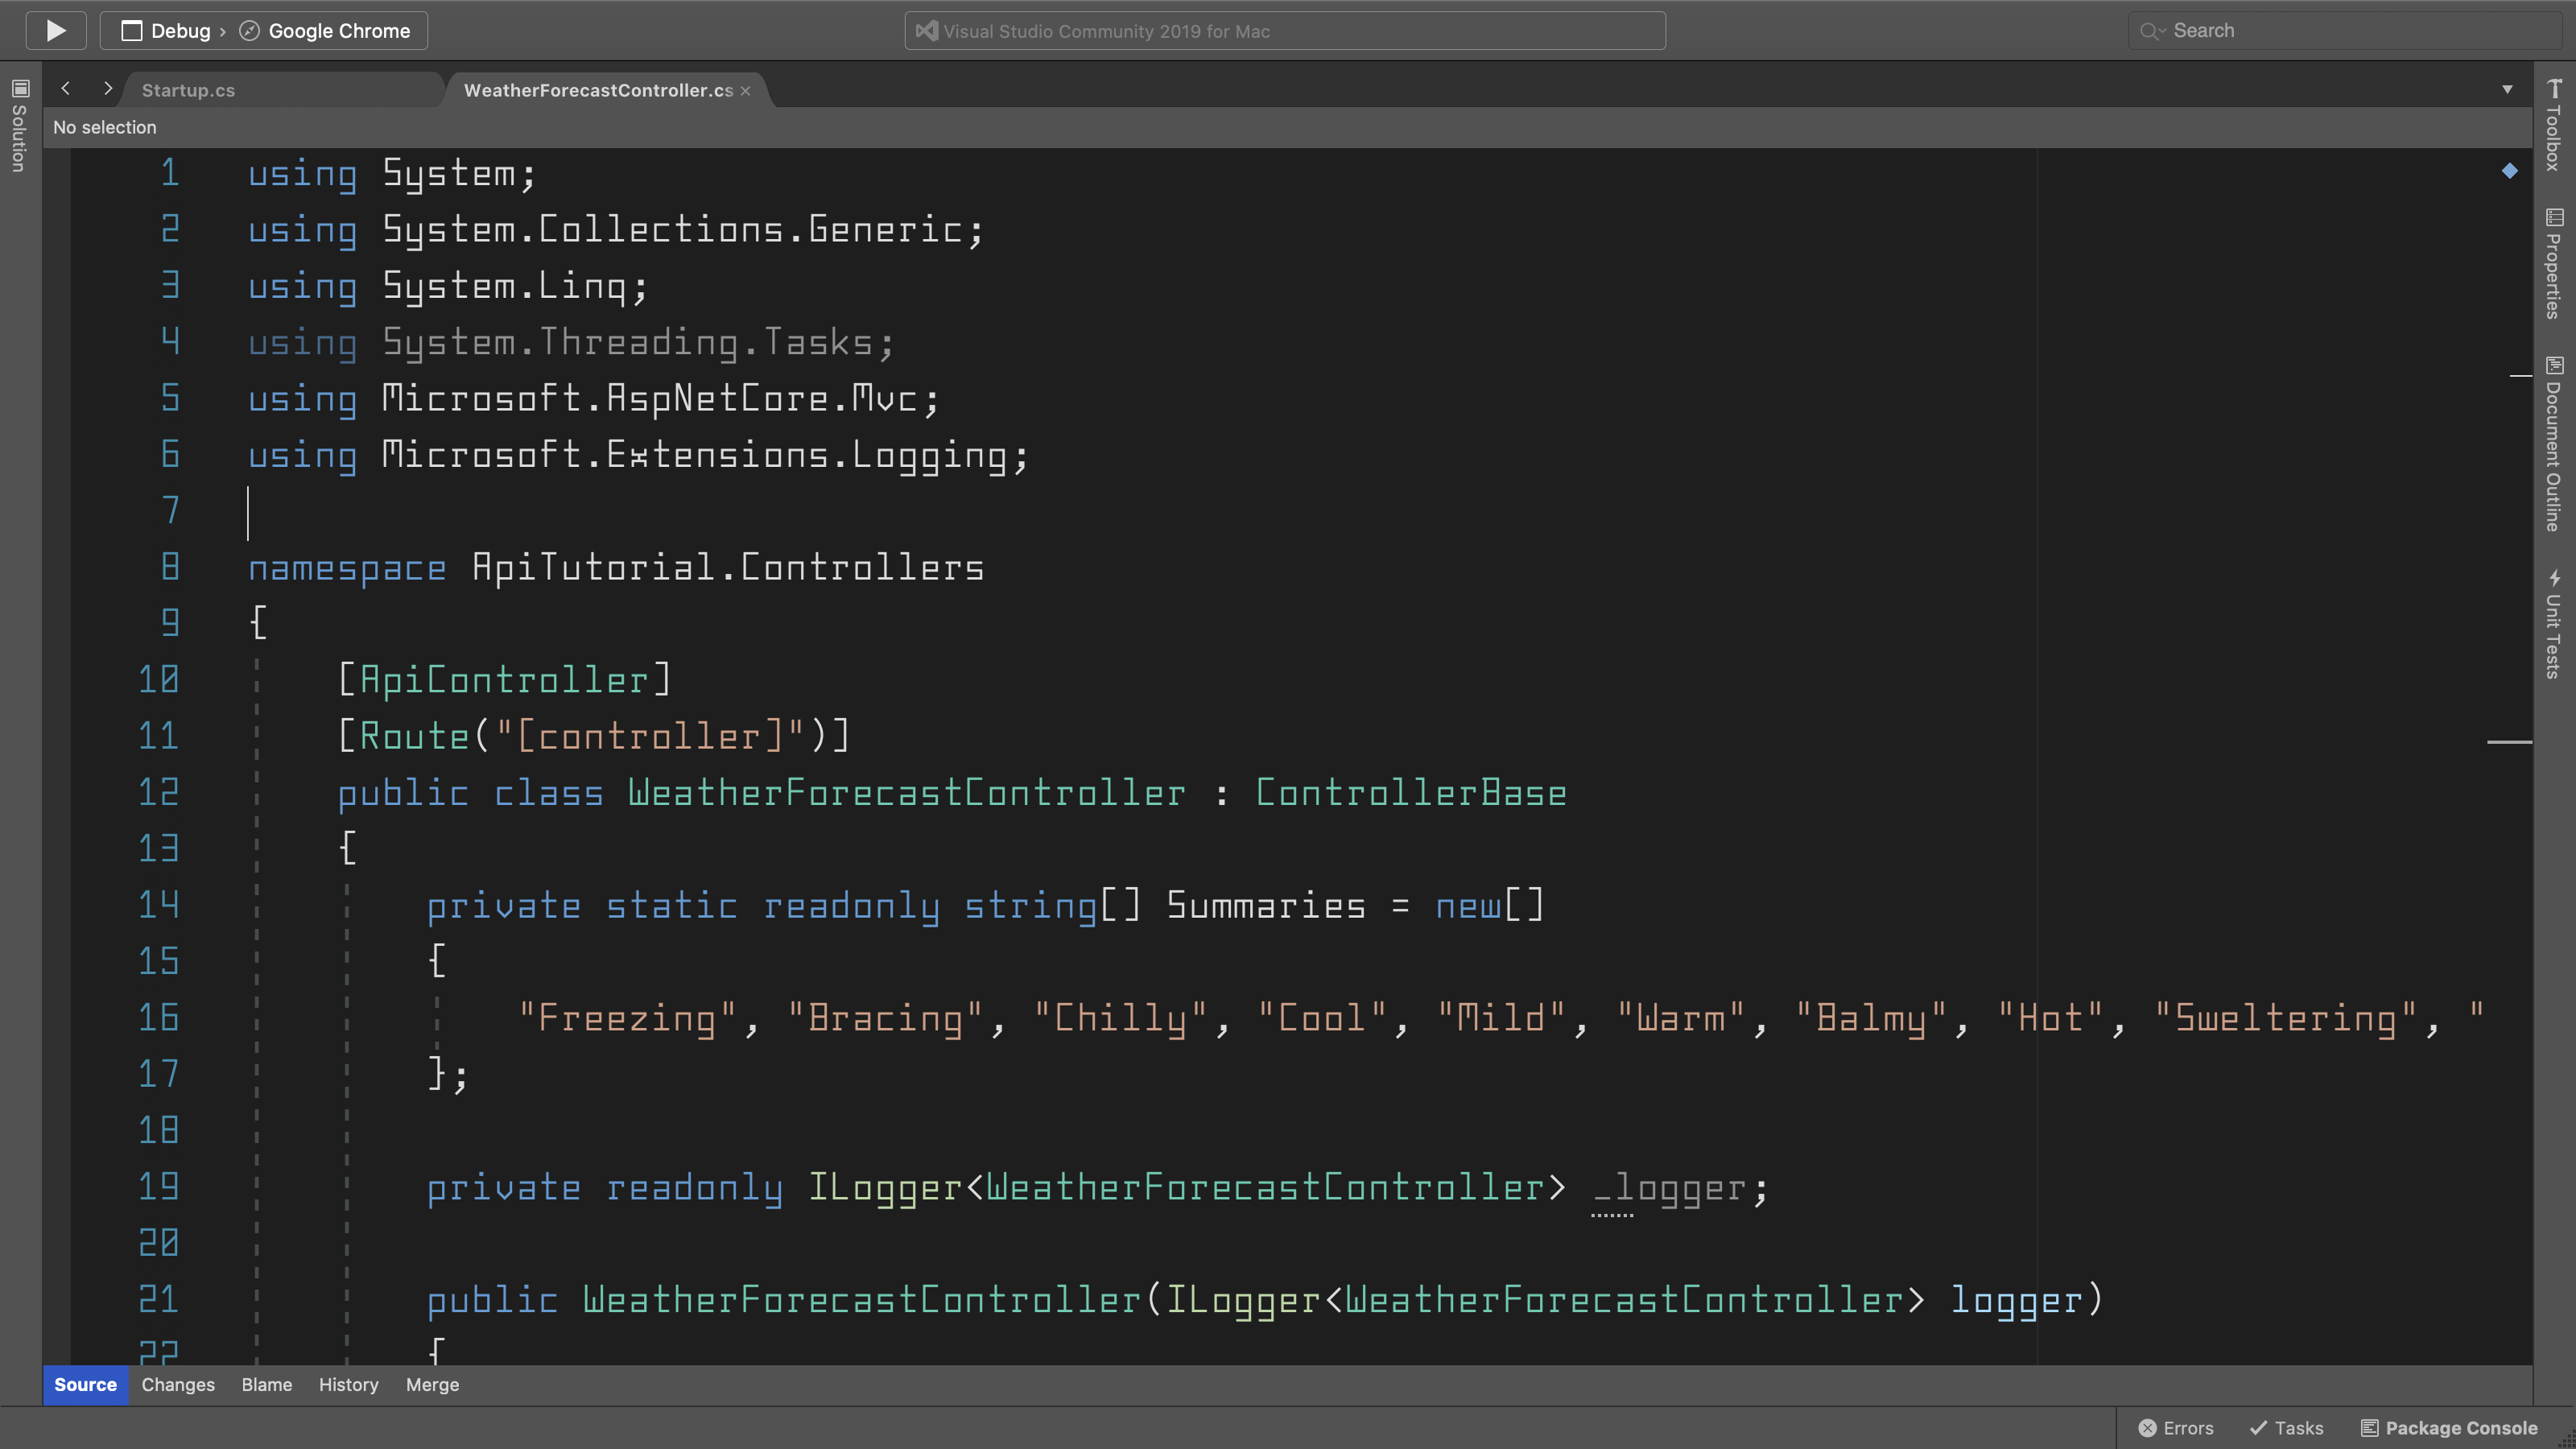 Debug › Google Chrome
Visual Studio Community 2019 for Mac
Search
Solution
Startup.cs
WeatherForecastController.cs
No selection
1 using System;
2 using System.Collections.Generic;
3 using System.Linq;
4 using System.Threading.Tasks;
5 using Microsoft.AspNetCore.Mvc;
6 using Microsoft.Extensions.Logging;
7
8 namespace ApiTutorial.Controllers
9 {
10 [ApiController]
11 [Route("[controller]")]
12 public class WeatherForecastController : ControllerBase
13 {
14 private static readonly string[] Summaries = new[]
15 {
16 "Freezing", "Bracing", "Chilly", "Cool", "Mild", "Warm", "Balmy", "Hot", "Sweltering", "
17 };
18
19 private readonly ILogger<WeatherForecastController> _logger;
20
21 public WeatherForecastController(ILogger<WeatherForecastController> logger)
22 {
Toolbox
Properties
Document Outline
Unit Tests
Source Changes Blame History Merge
Errors Tasks Package Console